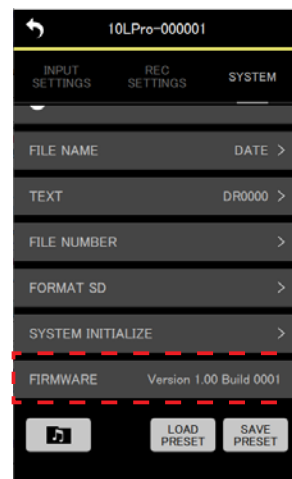 10LPro-000001
INPUT SETTINGS REC SETTINGS SYSTEM
FILE NAME DATE >
TEXT DR0000 >
FILE NUMBER >
FORMAT SD >
SYSTEM INITIALIZE >
FIRMWARE Version 1.00 Build 0001
LOAD PRESET SAVE PRESET